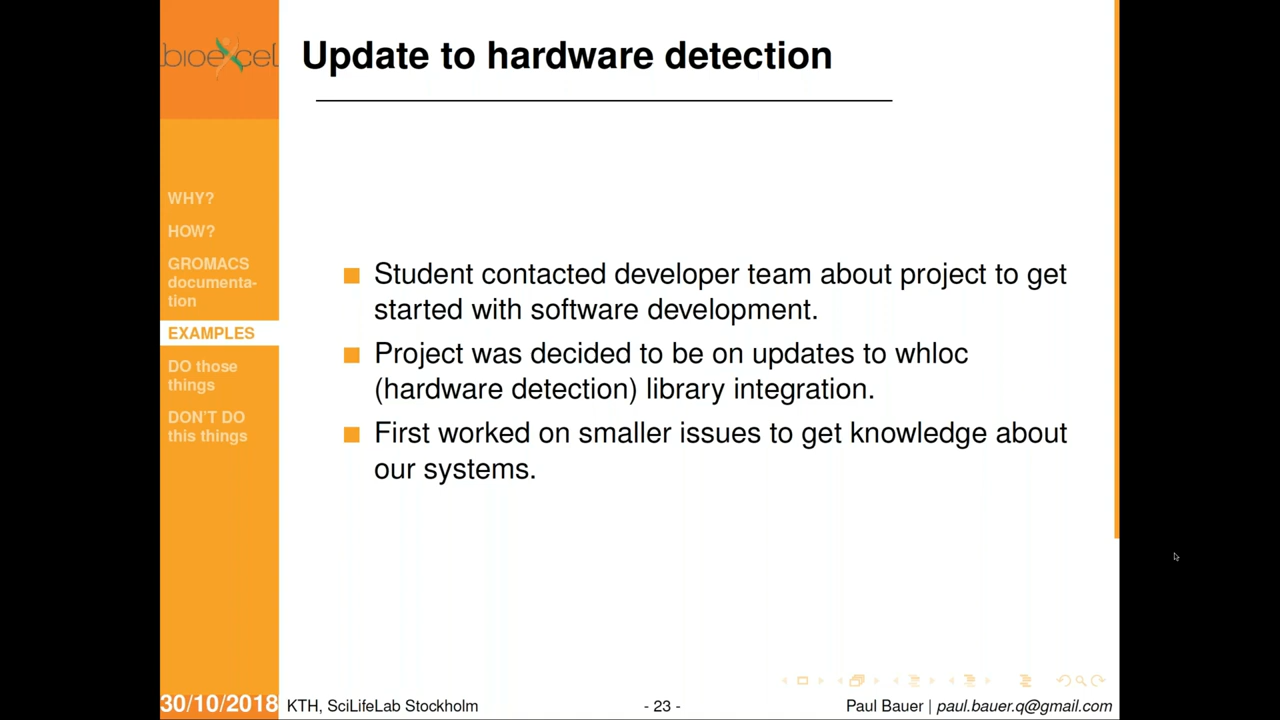 bioexcel
Update to hardware detection
WHY?
HOW?
GROMACS
documenta-
tion
EXAMPLES
DO those
things
DON'T DO
this things
Student contacted developer team about project to get
started with software development.
Project was decided to be on updates to whloc
(hardware detection) library integration.
First worked on smaller issues to get knowledge about
our systems.
30/10/2018
KTH, SciLifeLab Stockholm
- 23 -
Paul Bauer | paul.bauer.q@gmail.com